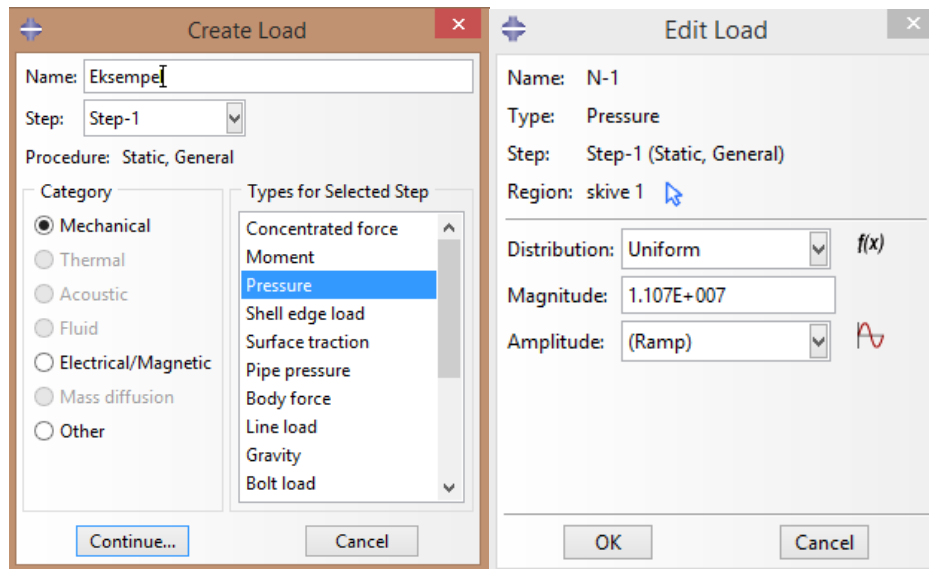 Create Load
Name: Eksempel
Step: Step-1
Procedure: Static, General
Category
Mechanical
Thermal
Acoustic
Fluid
Electrical/Magnetic
Mass diffusion
Other
Types for Selected Step
Concentrated force
Moment
Pressure
Shell edge load
Surface traction
Pipe pressure
Body force
Line load
Gravity
Bolt load
Continue...
Cancel
Edit Load
Name: N-1
Type: Pressure
Step: Step-1 (Static, General)
Region: skive 1
Distribution: Uniform f(x)
Magnitude: 1.107E+007
Amplitude: (Ramp)
OK
Cancel